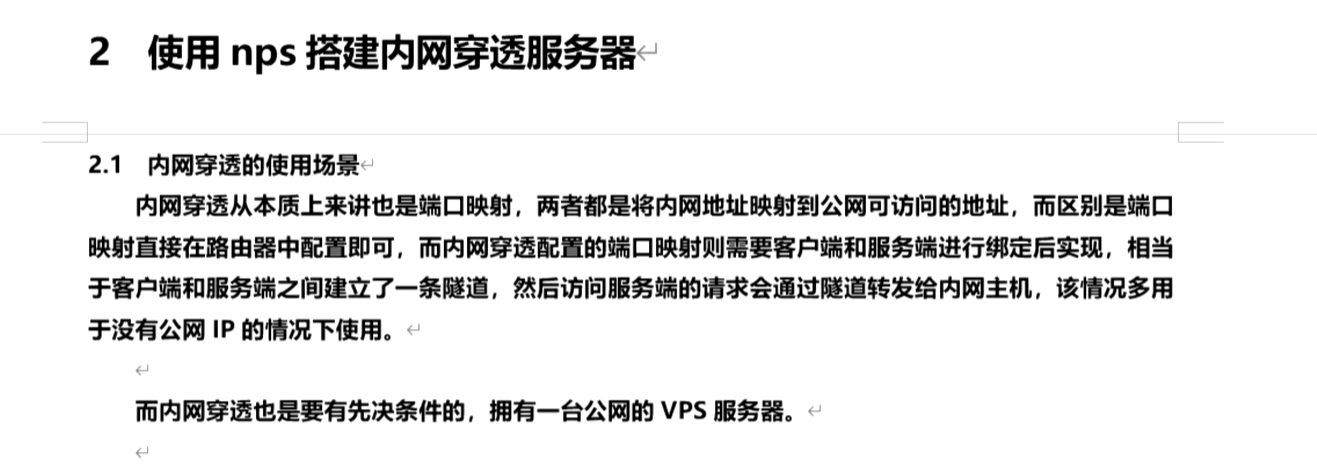 2 使用 nps 搭建内网穿透服务器
2.1 内网穿透的使用场景
内网穿透从本质上来讲也是端口映射，两者都是将内网地址映射到公网可访问的地址，而区别是端口
映射直接在路由器中配置即可，而内网穿透配置的端口映射则需要客户端和服务端进行绑定后实现，相当
于客户端和服务端之间建立了一条隧道，然后访问服务端的请求会通过隧道转发给内网主机，该情况多用
于没有公网 IP 的情况下使用。
而内网穿透也是要有先决条件的，拥有一台公网的 VPS 服务器。